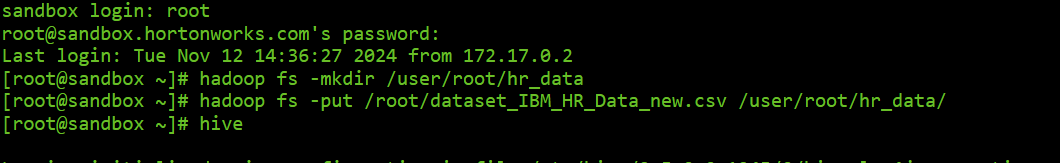 sandbox login: root
root@sandbox.hortonworks.com's password:
Last login: Tue Nov 12 14:36:27 2024 from 172.17.0.2
[root@sandbox ~]# hadoop fs -mkdir /user/root/hr_data
[root@sandbox ~]# hadoop fs -put /root/dataset_IBM_HR_Data_new.csv /user/root/hr_data/
[root@sandbox ~]# hive